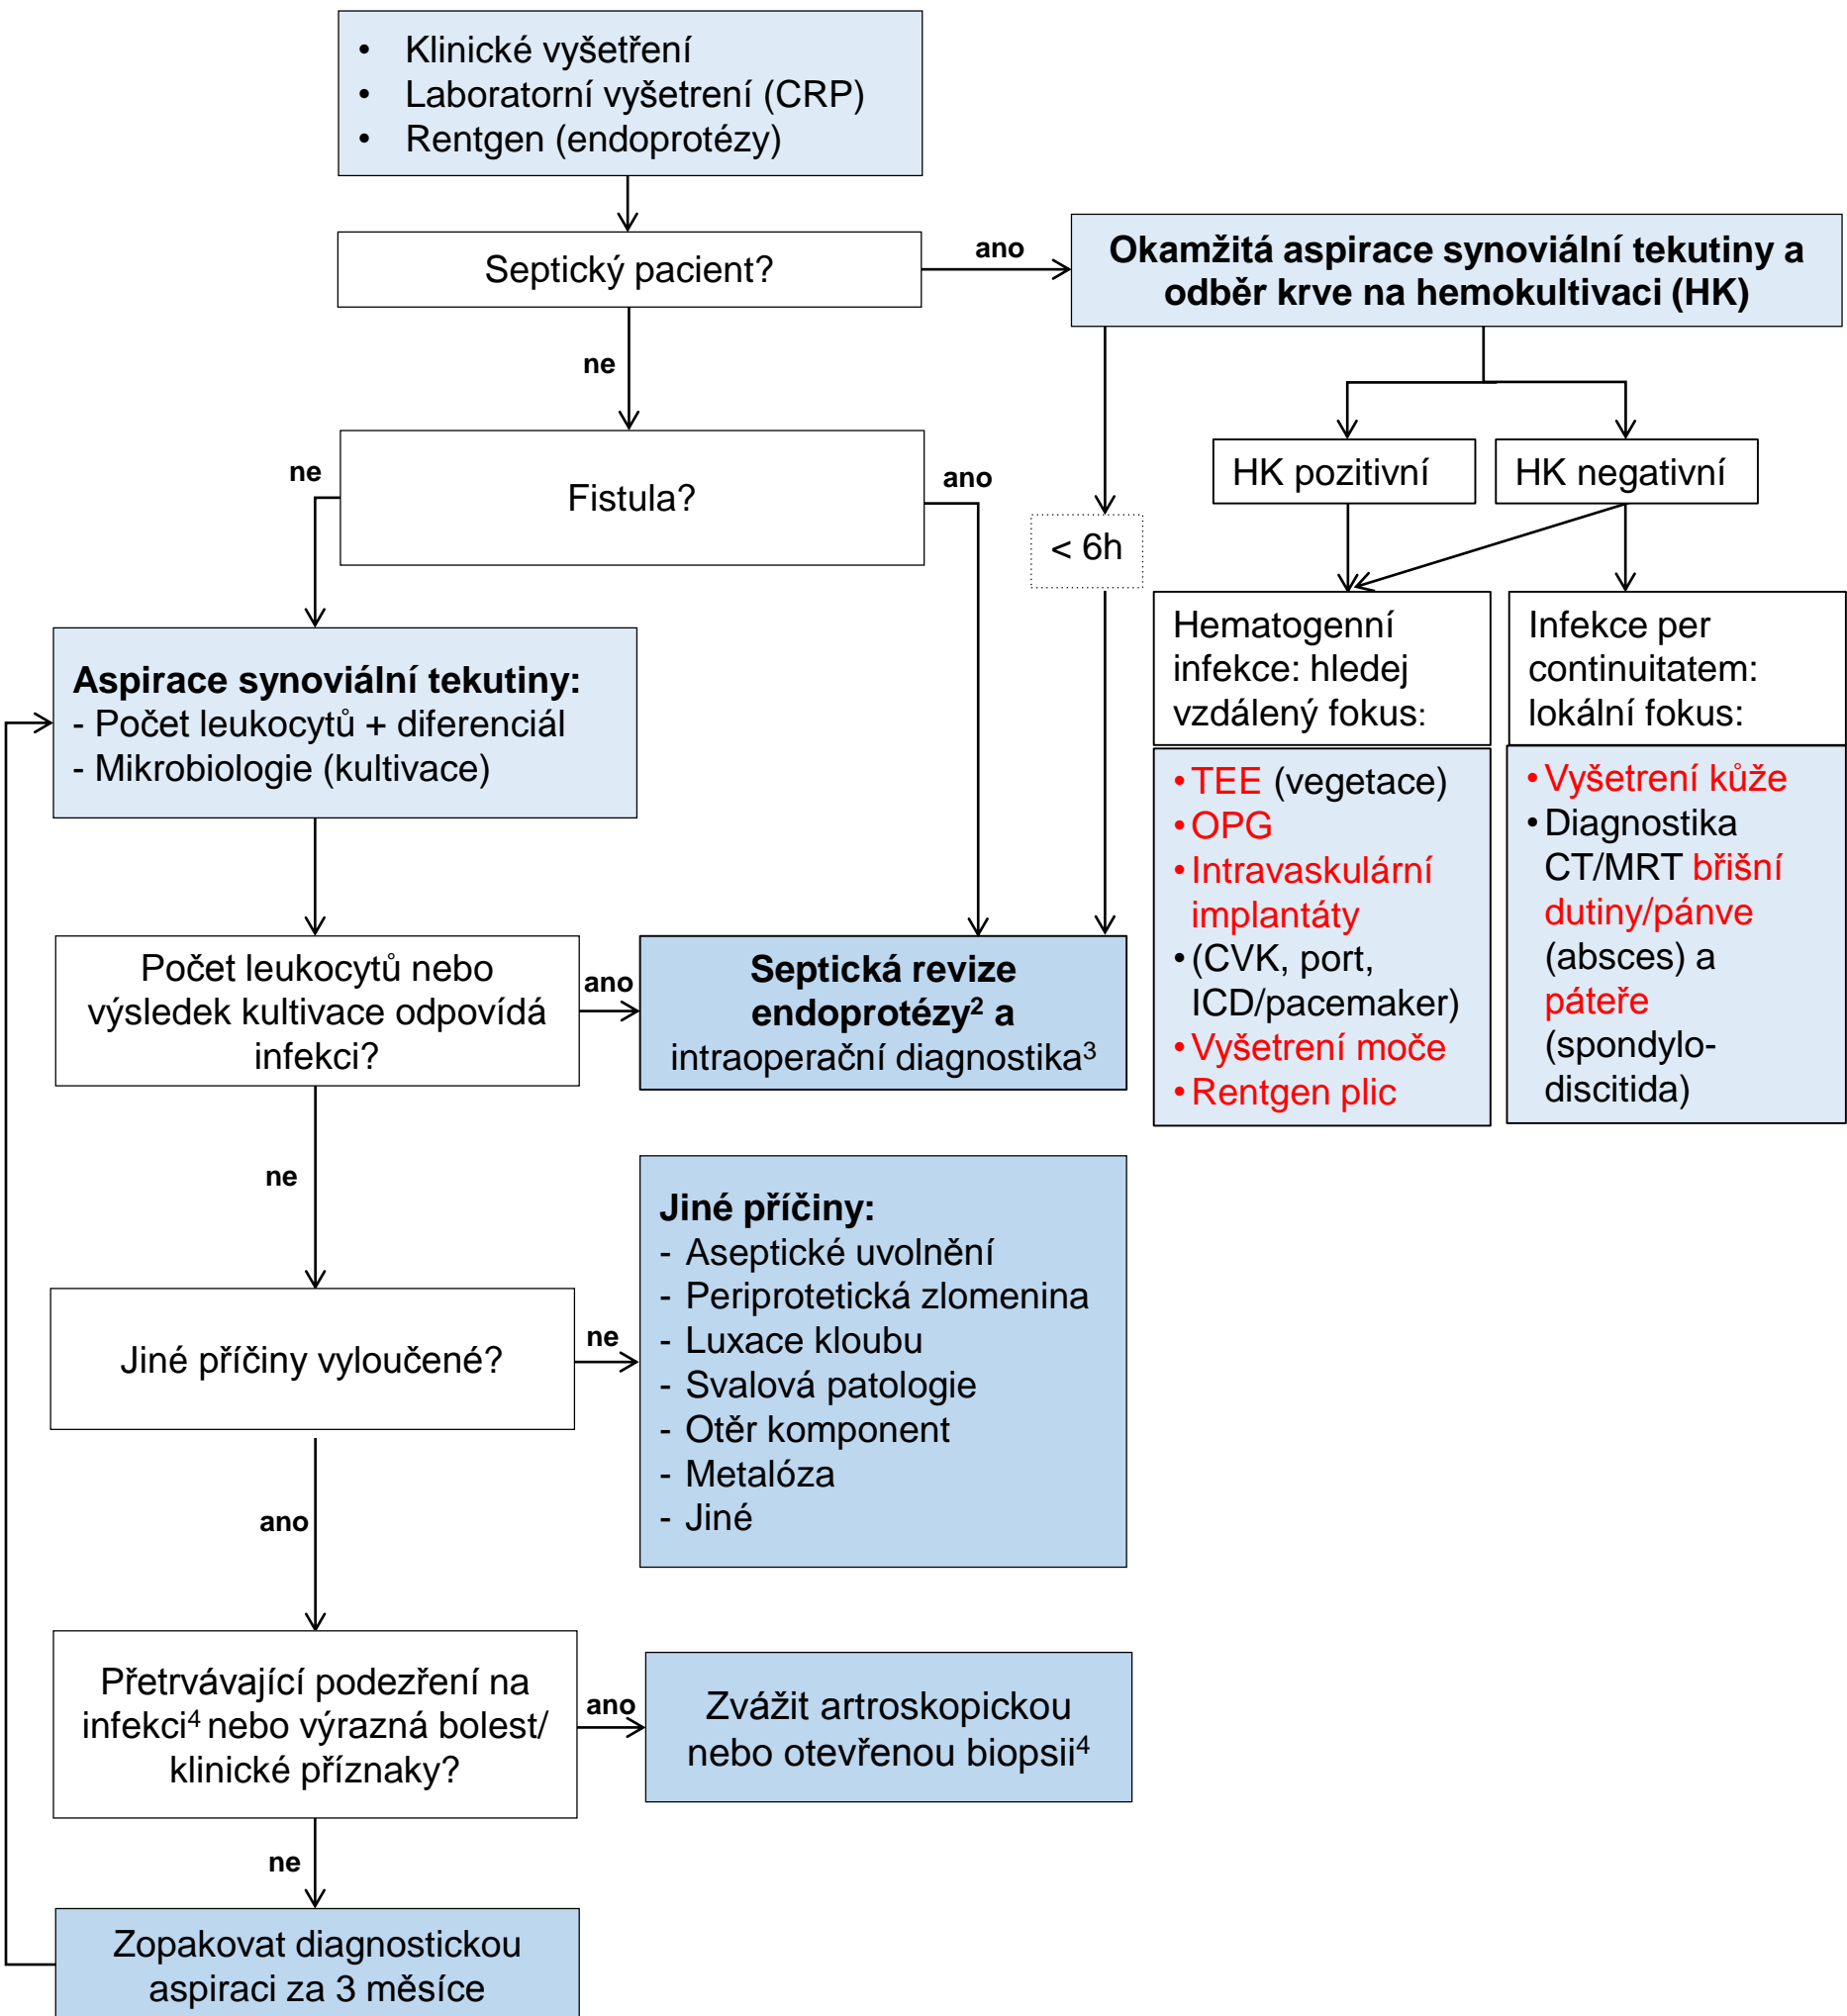 • Klinické vyšetření
• Laboratorní vyšetrení (CRP)
• Rentgen (endoprotézy)
Septický pacient?
ano
Okamžitá aspirace synoviální tekutiny a
odběr krve na hemokultivaci (HK)
ne
HK pozitivní
HK negativní
ne
Fistula?
ano
< 6h
Hematogenní
infekce: hledej
vzdálený fokus:
Infekce per
continuitatem:
lokální fokus:
• TEE (vegetace)
• OPG
• Intravaskulární
implantáty
• (CVK, port,
ICD/pacemaker)
• Vyšetrení moče
• Rentgen plic
• Vyšetrení kůže
• Diagnostika
CT/MRT břišní
dutiny/pánve
(absces) a
páteře
(spondylo-
discitida)
Aspirace synoviální tekutiny:
- Počet leukocytů + diferenciál
- Mikrobiologie (kultivace)
Počet leukocytů nebo
výsledek kultivace odpovídá
infekci?
ano
Septická revize
endoprotézy² a
intraoperační diagnostika³
ne
Jiné příčiny vyloučené?
ne
Jiné příčiny:
- Aseptické uvolnění
- Periprotetická zlomenina
- Luxace kloubu
- Svalová patologie
- Otěr komponent
- Metalóza
- Jiné
ano
Přetrvávající podezření na
infekci⁴ nebo výrazná bolest/
klinické příznaky?
ano
Zvážit artroskopickou
nebo otevřenou biopsii⁴
ne
Zopakovat diagnostickou
aspiraci za 3 měsíce